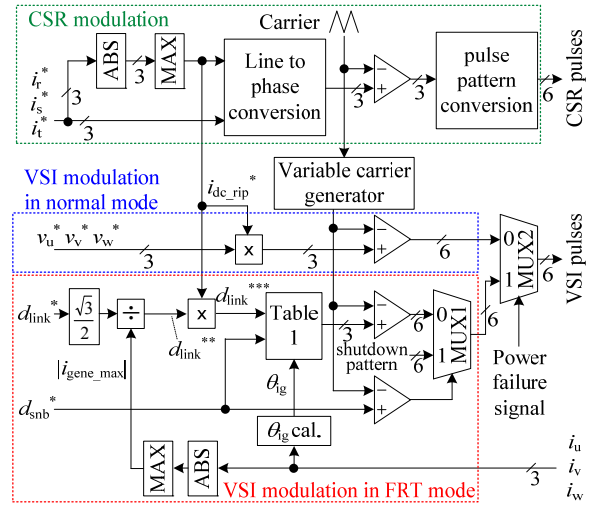 CSR modulation
Carrier
ABS
MAX
3
i_r^*
i_s^*
i_t^*
3
3
Line to
phase
conversion
3
−
+
3
pulse
pattern
conversion
6
CSR pulses
Variable carrier
generator
VSI modulation
in normal mode
i_dc_rip^*
v_u^* v_v^* v_w^*
3
x
3
−
+
6
0
1
MUX2
6
VSI pulses
d_link^*
√3
2
÷
d_link^**
x
d_link^***
Table
1
3
−
+
6
0
1
MUX1
6
shutdown
pattern
6
Power
failure
signal
|i_gene_max|
θ_ig
d_snb^*
−
+
θ_ig cal.
MAX
ABS
3
i_u
i_v
i_w
VSI modulation in FRT mode